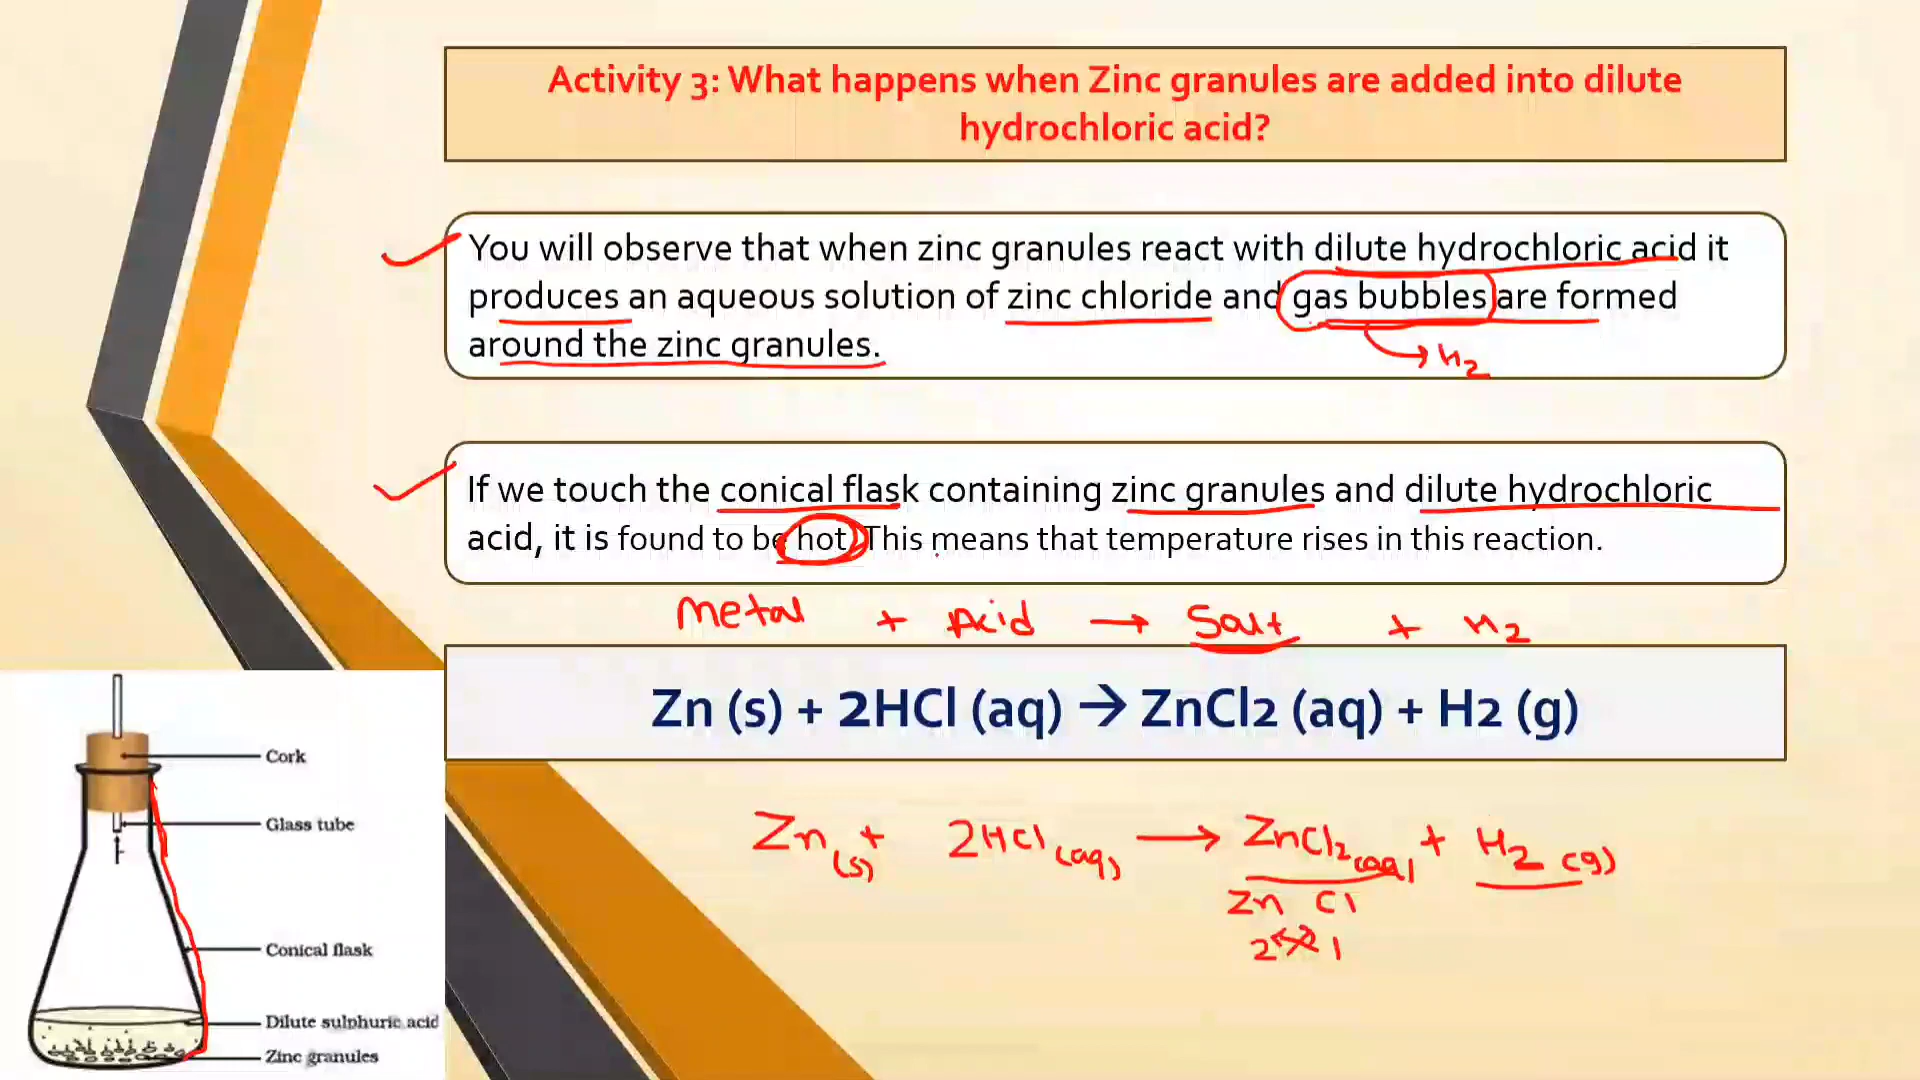 Activity 3: What happens when Zinc granules are added into dilute
hydrochloric acid?
You will observe that when zinc granules react with dilute hydrochloric acid it
produces an aqueous solution of zinc chloride and gas bubbles are formed
around the zinc granules.
H2
If we touch the conical flask containing zinc granules and dilute hydrochloric
acid, it is found to be hot. This means that temperature rises in this reaction.
Metal + Acid → Salt + H2
Zn (s) + 2HCl (aq) → ZnCl2 (aq) + H2 (g)
Zn(s) + 2HCl(aq) → ZnCl2(aq) + H2(g)
Zn Cl
2 1
Cork
Glass tube
Conical flask
Dilute sulphuric acid
Zinc granules